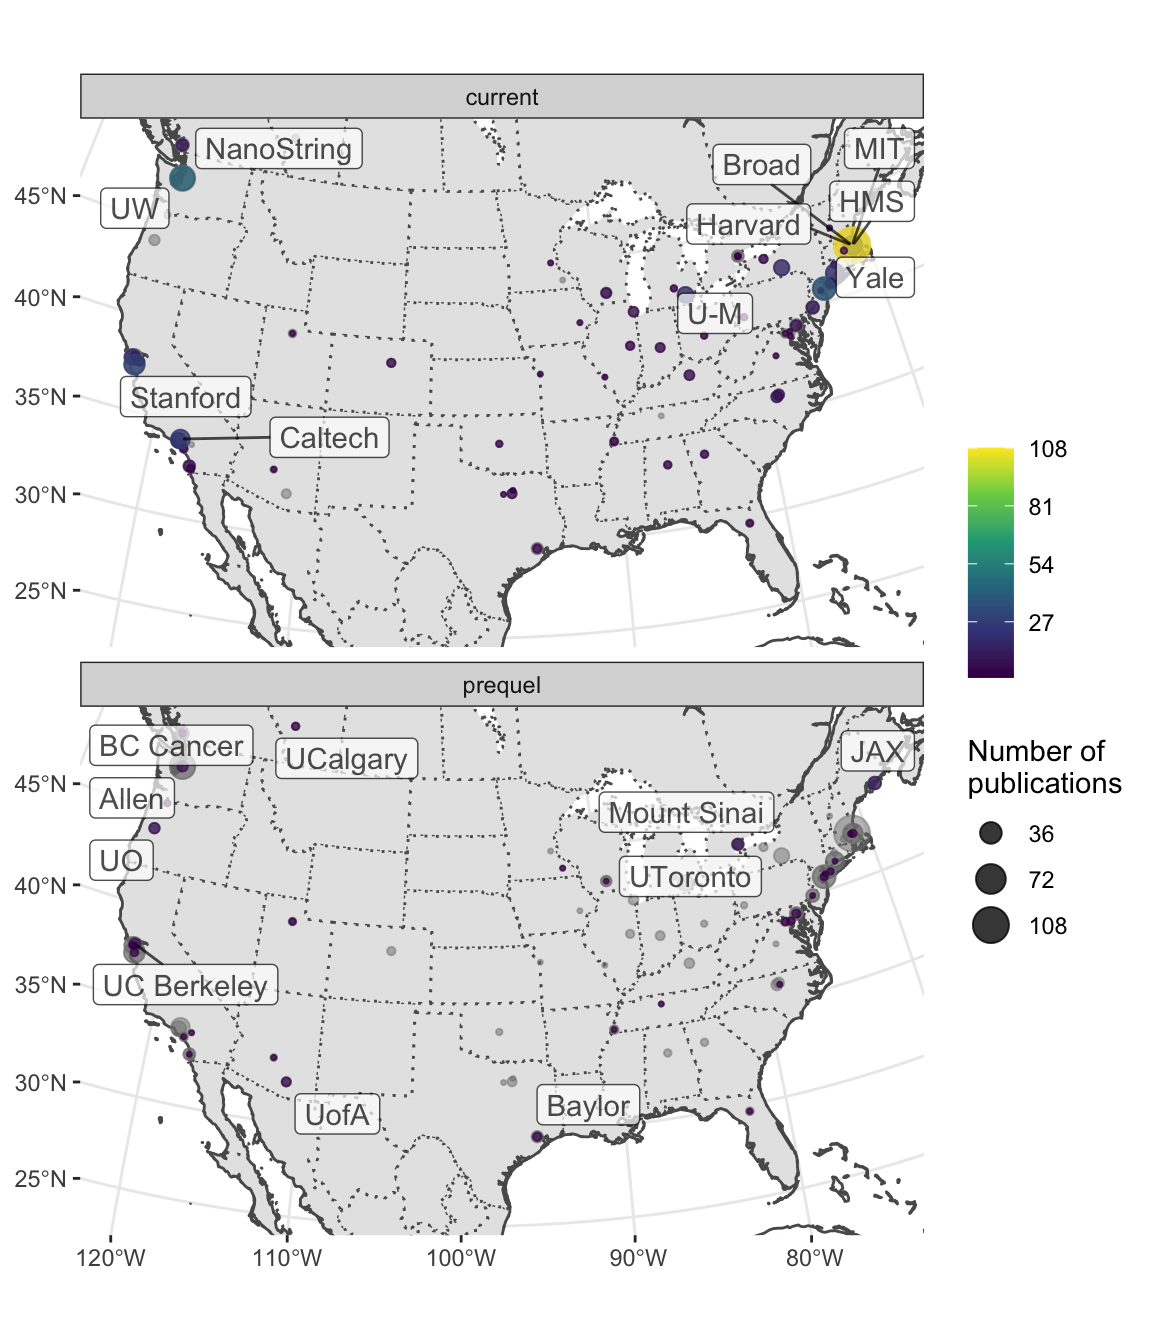 current
NanoString
MIT
Broad
45°N
UW
HMS
Harvard
Yale
40°N
U-M
35°N
Stanford
Caltech
30°N
25°N
108
81
54
27
prequel
BC Cancer
UCalgary
JAX
45°N
Allen
Mount Sinai
UO
UToronto
40°N
35°N
UC Berkeley
30°N
UofA
Baylor
25°N
120°W
110°W
100°W
90°W
80°W
Number of
publications
36
72
108